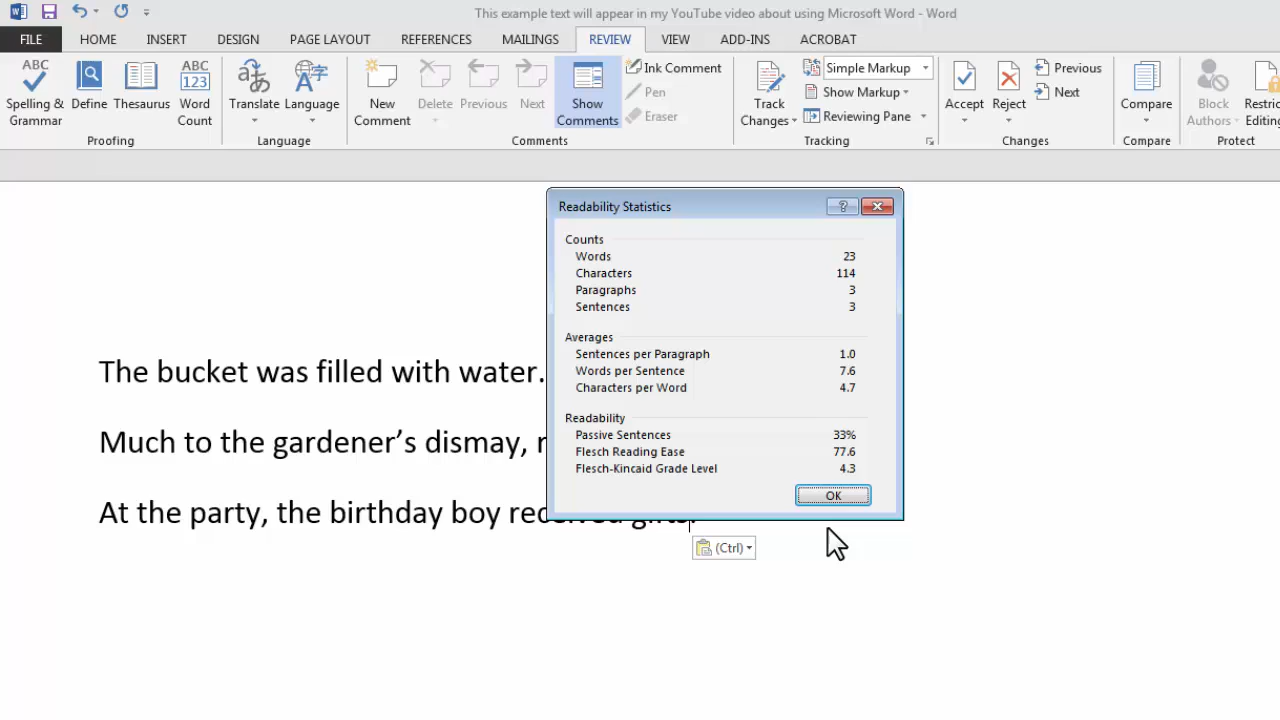 This example text will appear in my YouTube video about using Microsoft Word - Word
FILE HOME INSERT DESIGN PAGE LAYOUT REFERENCES MAILINGS REVIEW VIEW ADD-INS ACROBAT
ABC Spelling & Grammar
Define
Thesaurus
ABC 123 Word Count
Proofing
Translate
Language
Language
New Comment
Delete
Previous
Next
Show Comments
Ink Comment
Pen
Eraser
Comments
Track Changes
Simple Markup
Show Markup
Reviewing Pane
Tracking
Accept
Reject
Previous
Next
Changes
Compare
Compare
Block Authors
Restric
Editing
Protect
Readability Statistics
Counts
Words 23
Characters 114
Paragraphs 3
Sentences 3
Averages
Sentences per Paragraph 1.0
Words per Sentence 7.6
Characters per Word 4.7
Readability
Passive Sentences 33%
Flesch Reading Ease 77.6
Flesch-Kincaid Grade Level 4.3
OK
The bucket was filled with water.
Much to the gardener’s dismay,
At the party, the birthday boy received gifts.
(Ctrl)